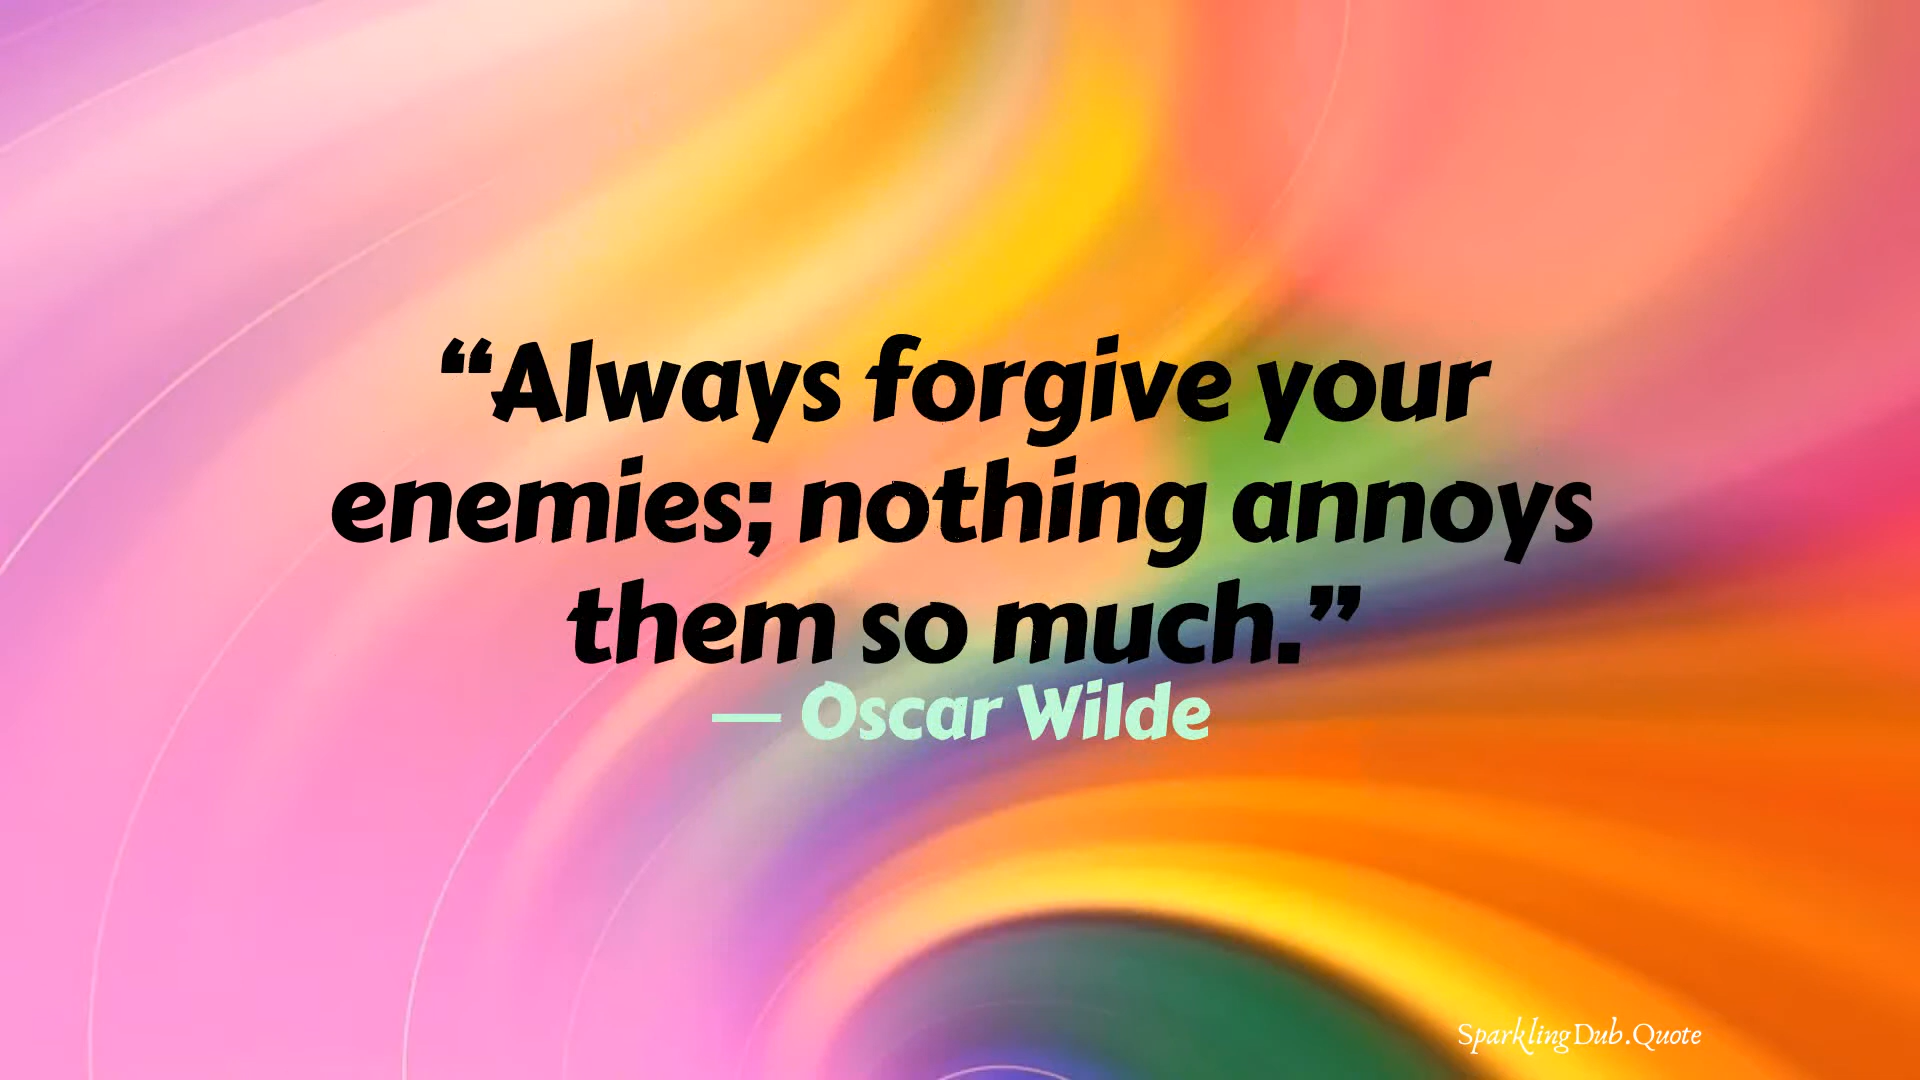 “Always forgive your
enemies; nothing annoys
them so much.”
— Oscar Wilde
SparklingDub.Quote